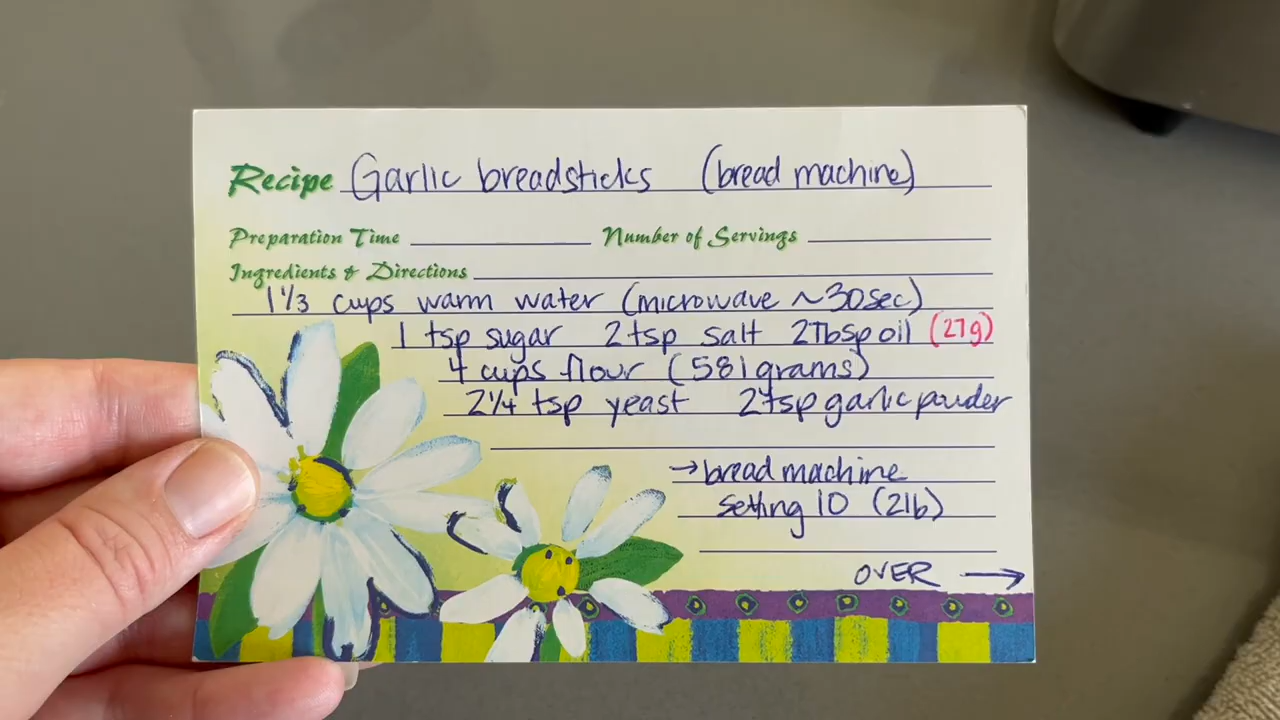 Recipe Garlic breadsticks (bread machine)
Preparation Time Number of Servings
Ingredients & Directions
1 1/3 cups warm water (microwave ~30sec)
1 tsp sugar 2 tsp salt 2Tbsp oil (27g)
4 cups flour (581 grams)
2 1/4 tsp yeast 2 tsp garlic powder
→ bread machine
setting 10 (2lb)
OVER →